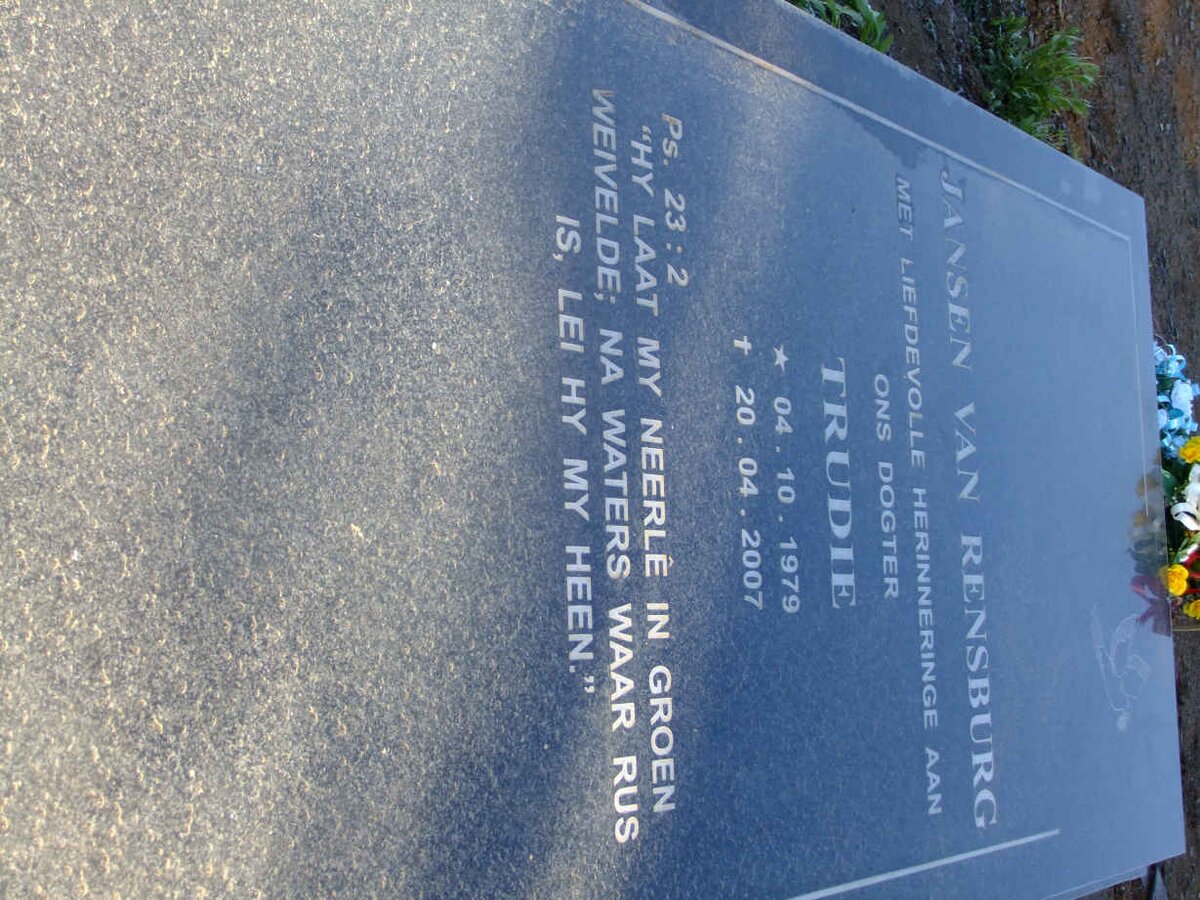 JANSEN VAN RENSBURG
MET LIEFDEVOLLE HERINNERINGE AAN
ONS DOGTER
TRUDIE
★ 04 . 10 . 1979
✝ 20 . 04 . 2007
Ps. 23 : 2
“HY LAAT MY NEERLÊ IN GROEN
WEIVELDE; NA WATERS WAAR RUS
IS, LEI HY MY HEEN.”